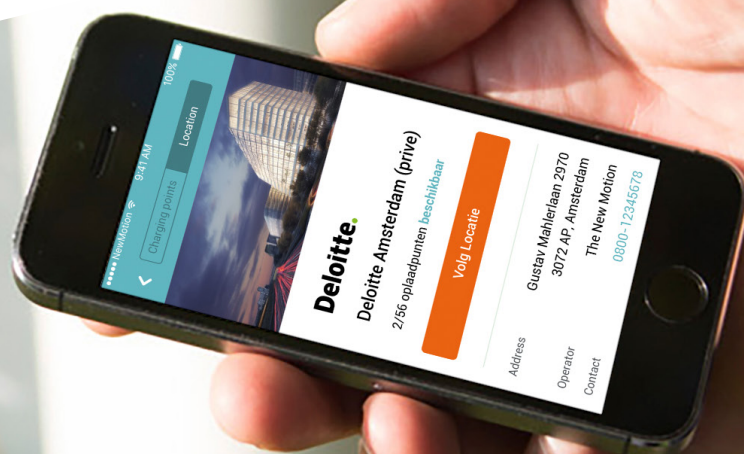 ●●●●● NewMotion 9:41 AM 100%
Charging points Location
Deloitte.
Deloitte Amsterdam (prive)
2/56 oplaadpunten beschikbaar
Volg Locatie
Address Gustav Mahlerlaan 2970
3072 AP, Amsterdam
Operator The New Motion
Contact 0800-12345678